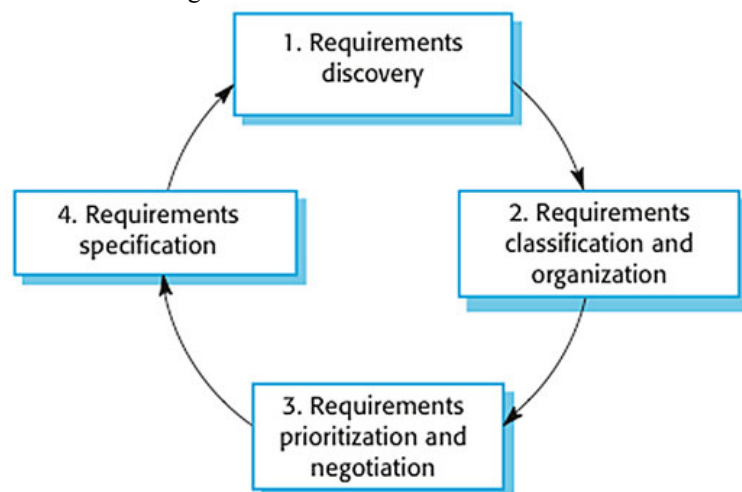 1. Requirements
discovery
2. Requirements
classification and
organization
3. Requirements
prioritization and
negotiation
4. Requirements
specification